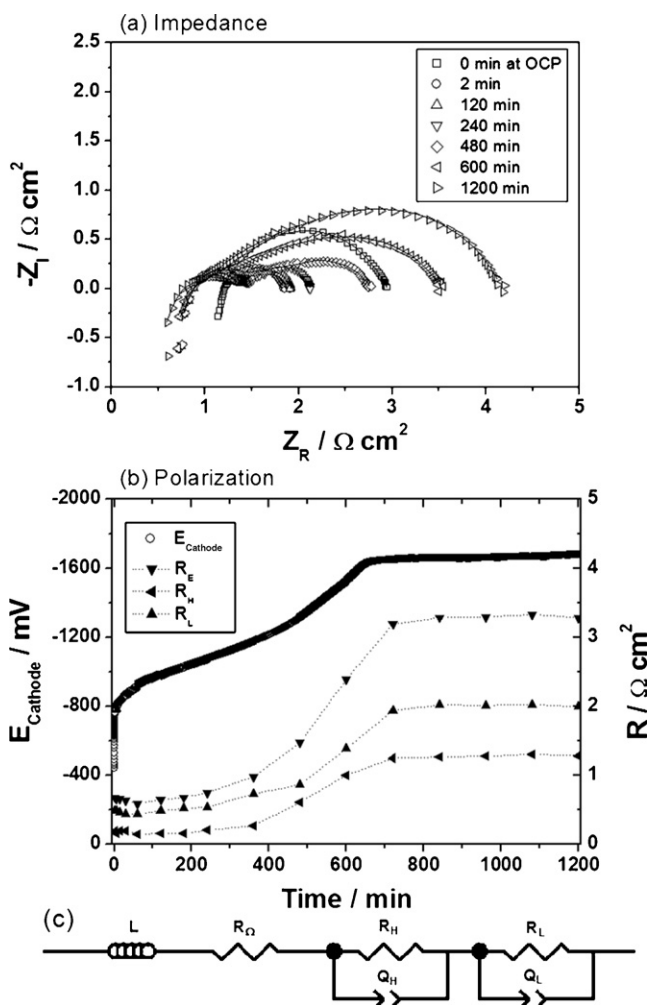 (a) Impedance
2.5
2.0
1.5
1.0
0.5
0.0
-0.5
-1.0
-Z_I / Ω cm²
0 min at OCP
2 min
120 min
240 min
480 min
600 min
1200 min
0 1 2 3 4 5
Z_R / Ω cm²
(b) Polarization
-2000
-1600
-1200
-800
-400
0
E_Cathode / mV
E_Cathode
R_E
R_H
R_L
5
4
3
2
1
0
R / Ω cm²
0 200 400 600 800 1000 1200
Time / min
(c)
L R_Ω R_H R_L
Q_H Q_L